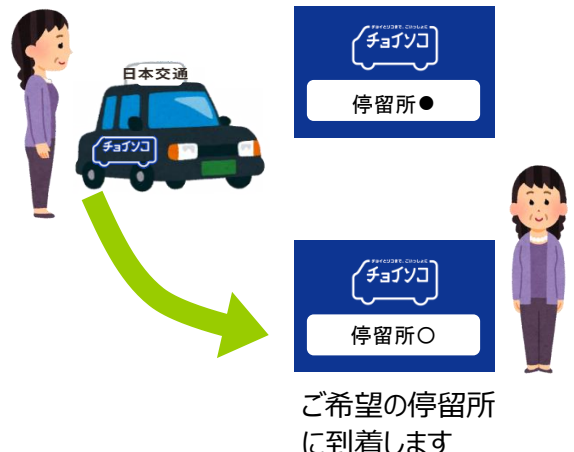 日本交通
チョイソコ
チョイソコ
停留所●
チョイソコ
停留所○
ご希望の停留所
に到着します